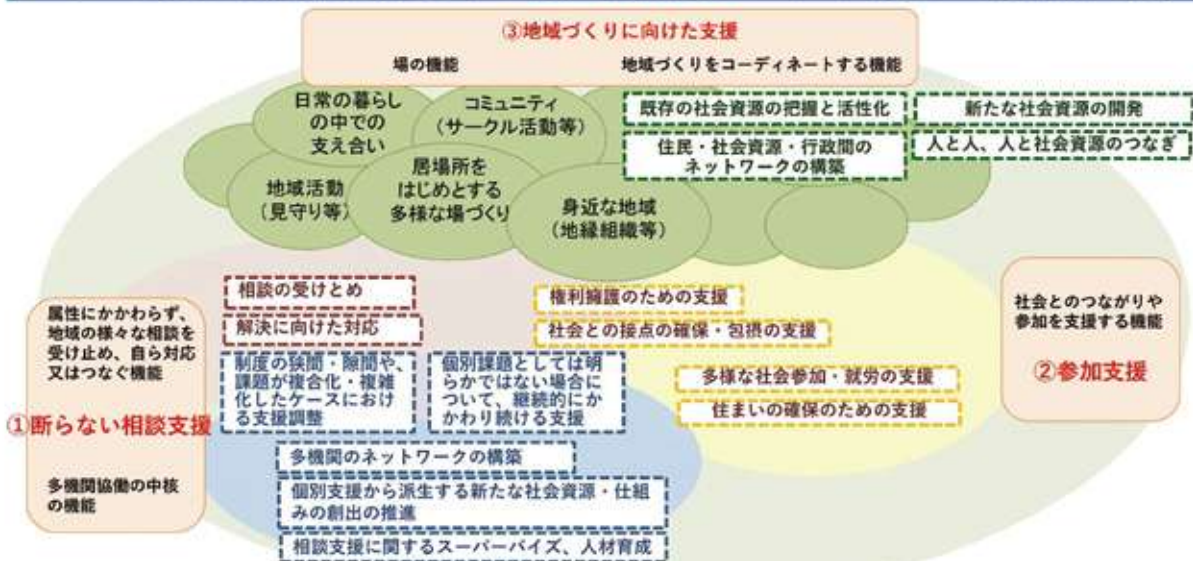 ③地域づくりに向けた支援
場の機能
地域づくりをコーディネートする機能
日常の暮らし
の中での
支え合い
コミュニティ
（サークル活動等）
既存の社会資源の把握と活性化
新たな社会資源の開発
住民・社会資源・行政間の
ネットワークの構築
人と人、人と社会資源のつなぎ
地域活動
（見守り等）
居場所を
はじめとする
多様な場づくり
身近な地域
（地縁組織等）
属性にかかわらず、
地域の様々な相談を
受け止め、自ら対応
又はつなぐ機能
①断らない相談支援
多機関協働の中核
の機能
相談の受けとめ
解決に向けた対応
制度の狭間・隙間や、
課題が複合化・複雑
化したケースにおけ
る支援調整
個別課題としては明
らかではない場合に
ついて、継続的にか
かわり続ける支援
多機関のネットワークの構築
個別支援から派生する新たな社会資源・仕組
みの創出の推進
相談支援に関するスーパーバイズ、人材育成
権利擁護のための支援
社会との接点の確保・包摂の支援
多様な社会参加・就労の支援
住まいの確保のための支援
社会とのつながりや
参加を支援する機能
②参加支援